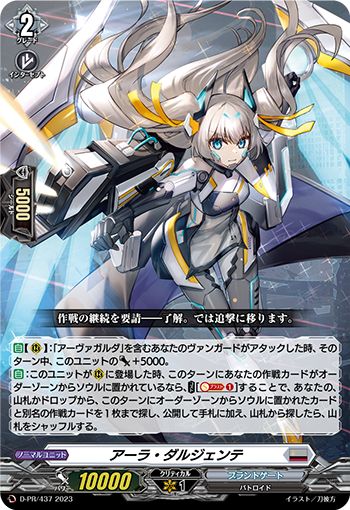 2
グレード
インターセプト
5000
シールド
作戦の継続を要請――了解。では追撃に移ります。
自【R】:「アーヴァガルダ」を含むあなたのヴァンガードがアタックした時、その
ターン中、このユニットの+5000。
自:このユニットがRに登場した時、このターンにあなたの作戦カードがオ
ーダーゾーンからソウルに置かれているなら、【ブラスト1】することで、あなたの、
山札かドロップから、このターンにオーダーゾーンからソウルに置かれたカード
と別名の作戦カードを1枚まで探し、公開して手札に加え、山札から探したら、山
札をシャッフルする。
ノーマルユニット
アーラ・ダルジェンテ
パワー
10000
クリティカル
1
ブラントゲート
バトロイド
D-PR/437 2023
イラスト/刀彼方